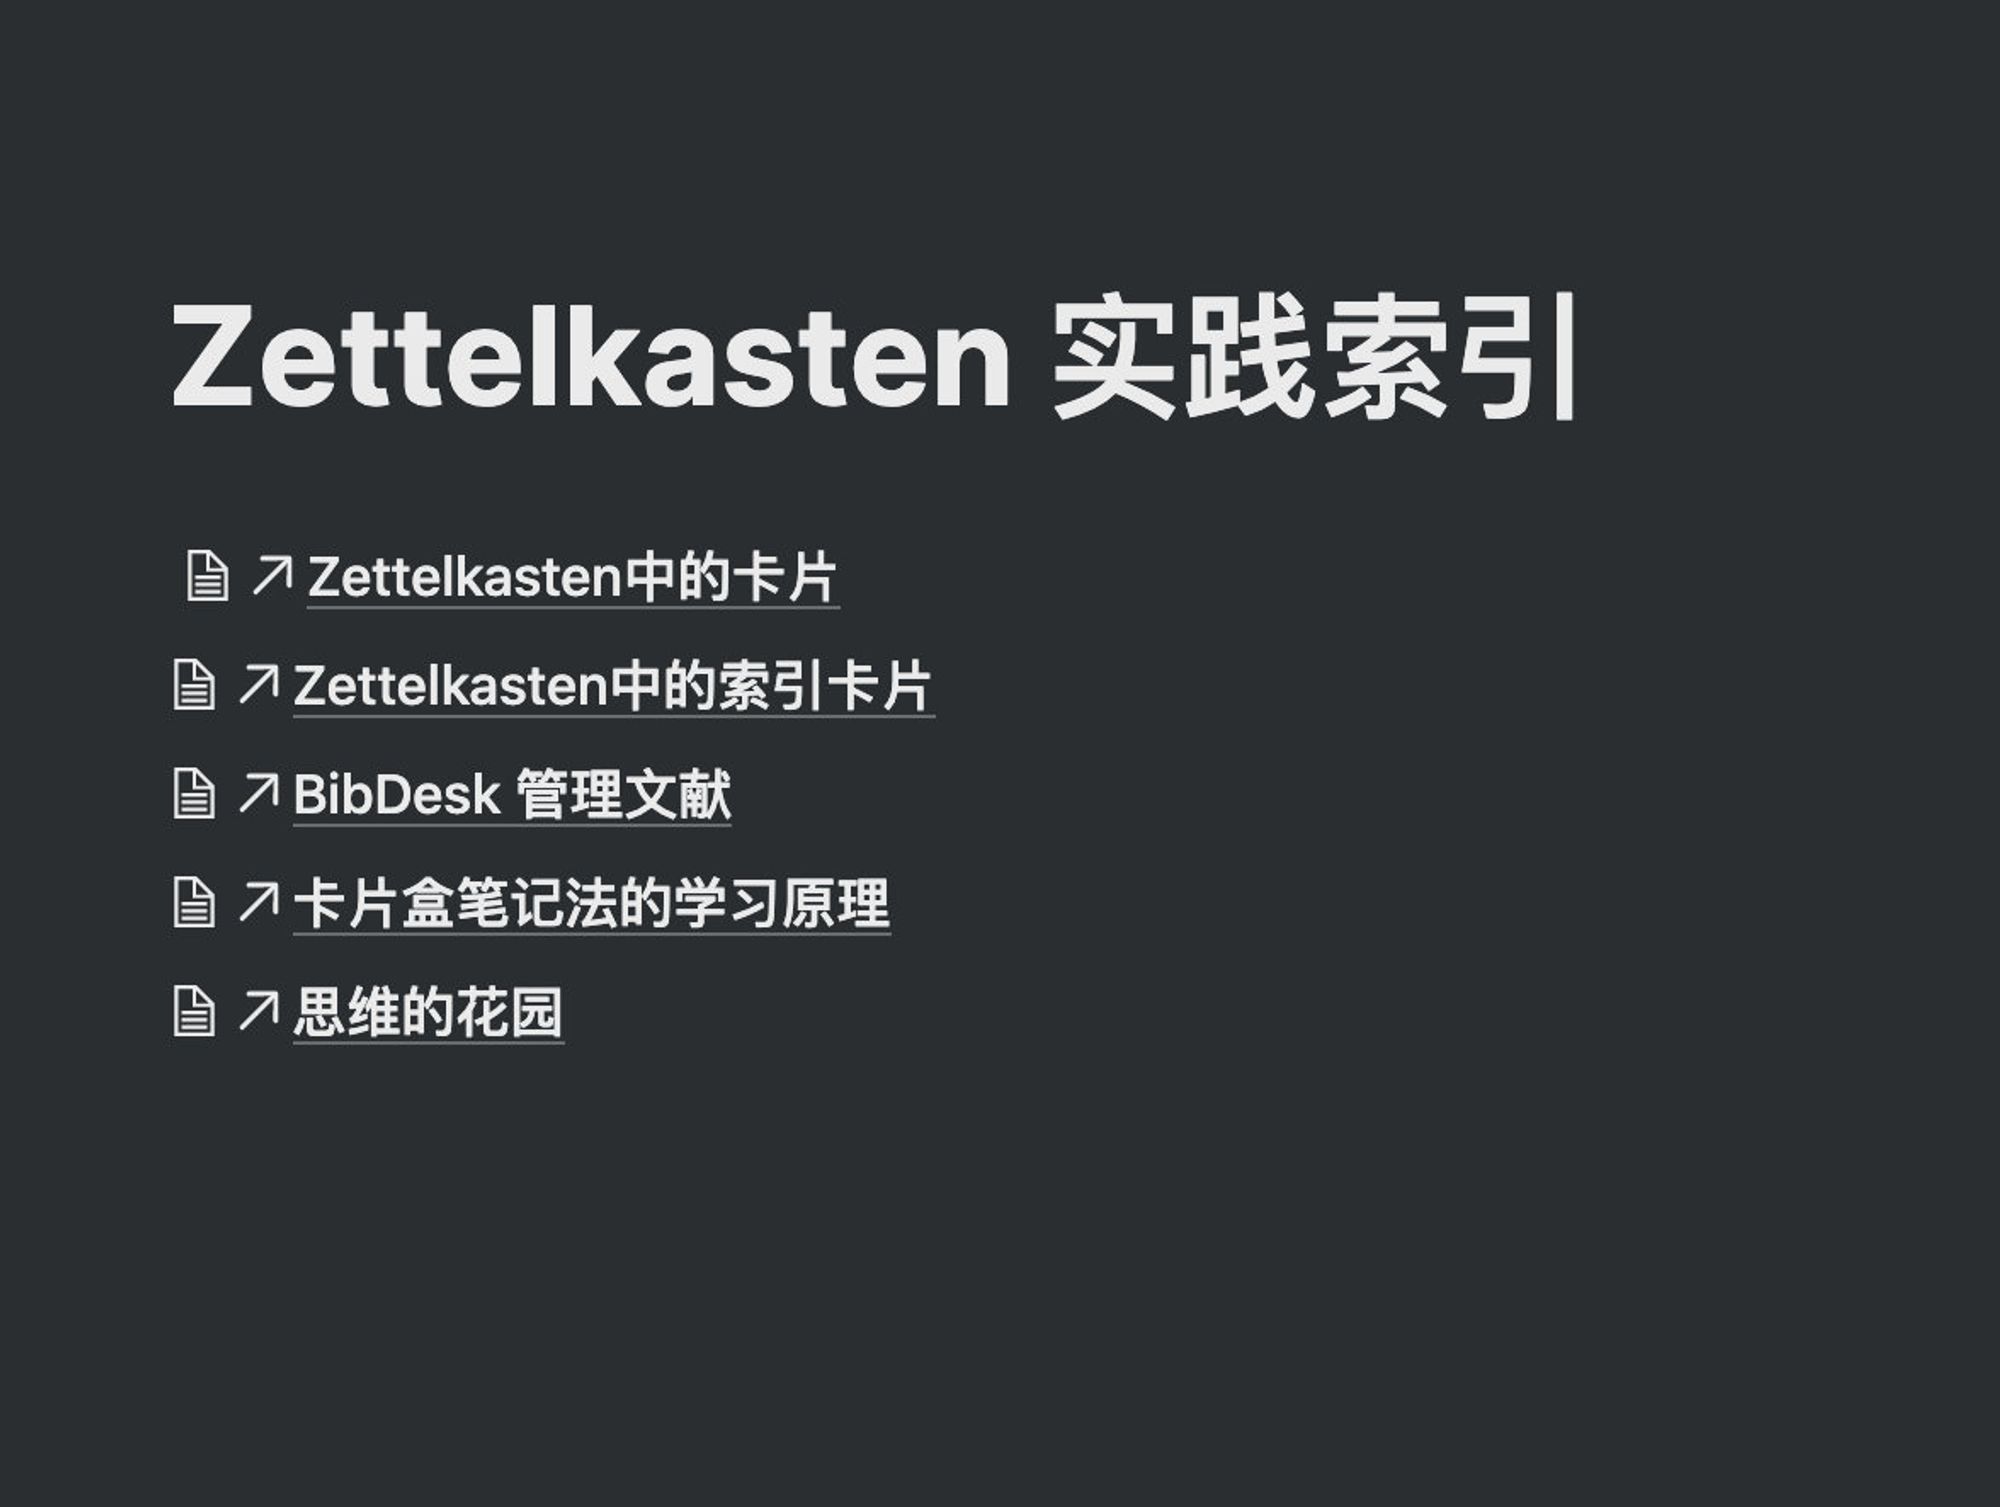 Zettelkasten 实践索引
Zettelkasten中的卡片
Zettelkasten中的索引卡片
BibDesk 管理文献
卡片盒笔记法的学习原理
思维的花园